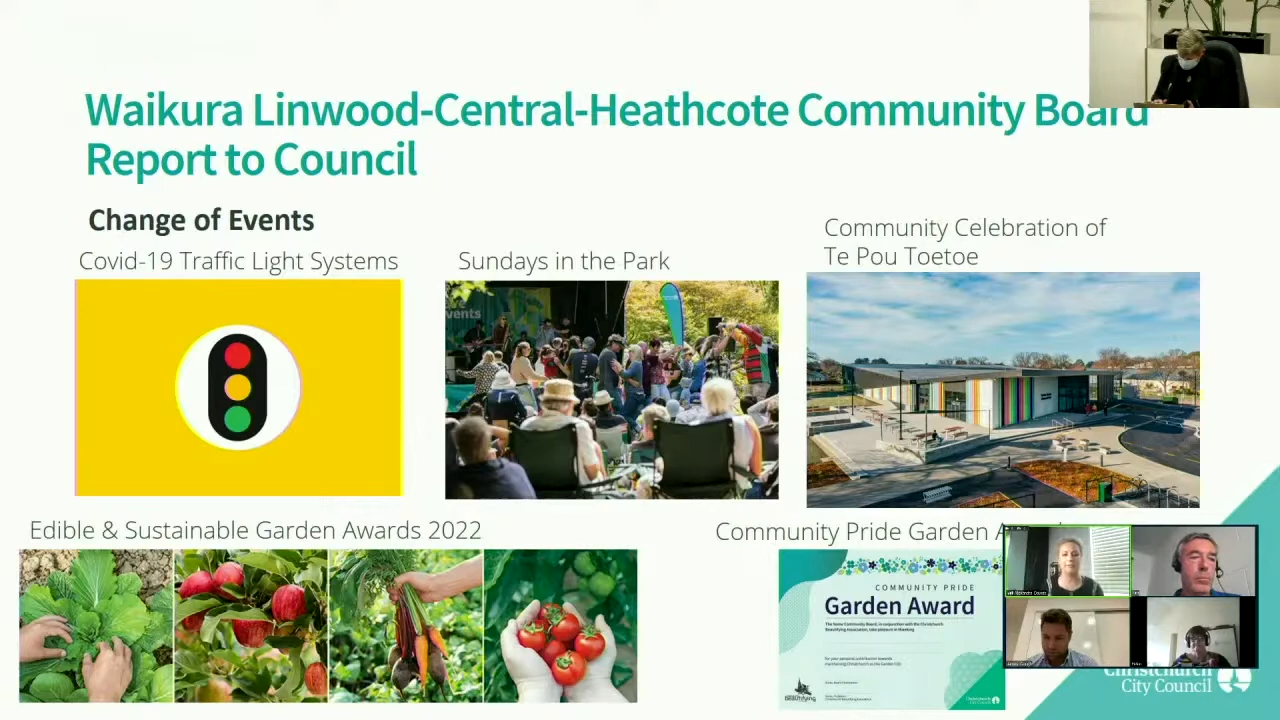 Waikura Linwood-Central-Heathcote Community Board
Report to Council
Change of Events
Covid-19 Traffic Light Systems
Sundays in the Park
Community Celebration of
Te Pou Toetoe
vents
Edible & Sustainable Garden Awards 2022
Community Pride Garden A
COMMUNITY PRIDE
Garden Award
Christchurch
City Council